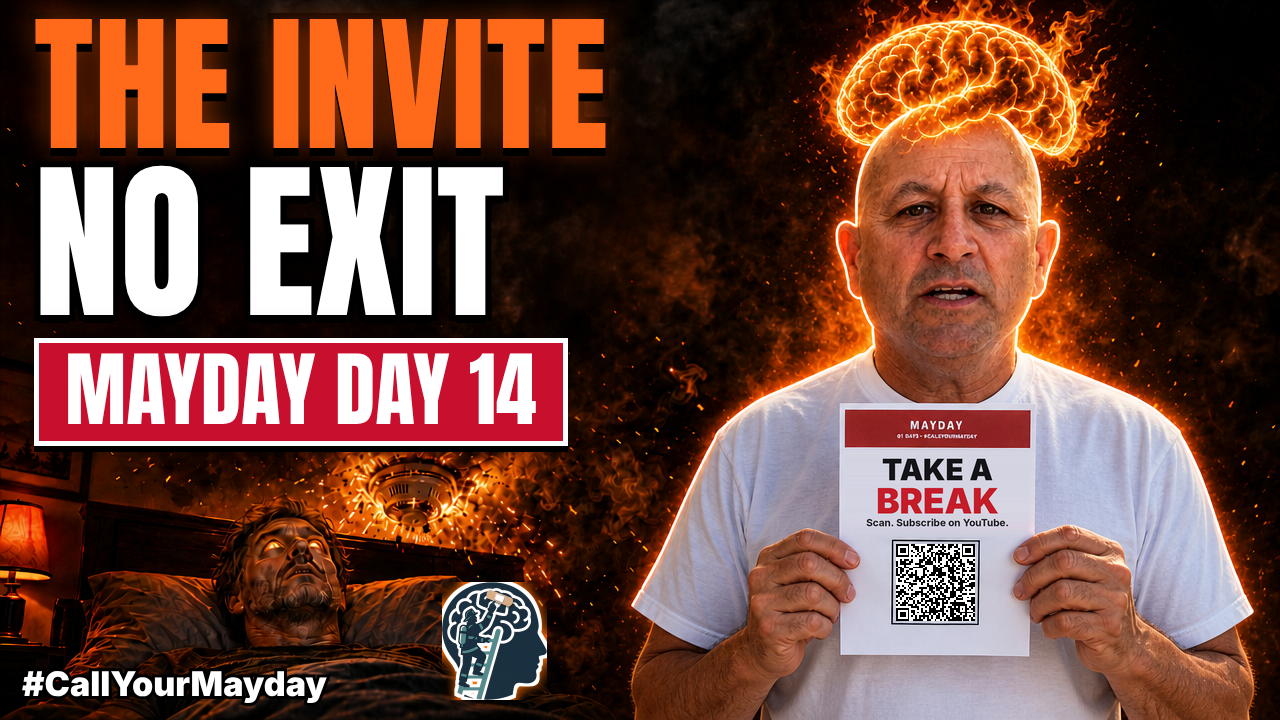 THE INVITE
NO EXIT
MAYDAY DAY 14
#CallYourMayday
MAYDAY
TAKE A
BREAK
Scan. Subscribe on YouTube.